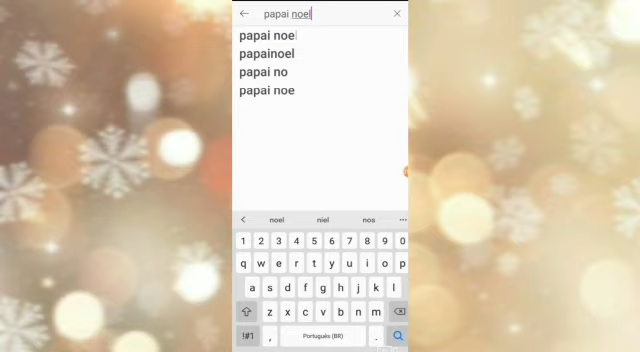 papai noel
papai noel
papainoel
papai no
papai noe
noel niel nos
1 2 3 4 5 6 7 8 9 0
q w e r t y u i o p
a s d f g h j k l
z x c v b n m
!#1 , Português (BR) .